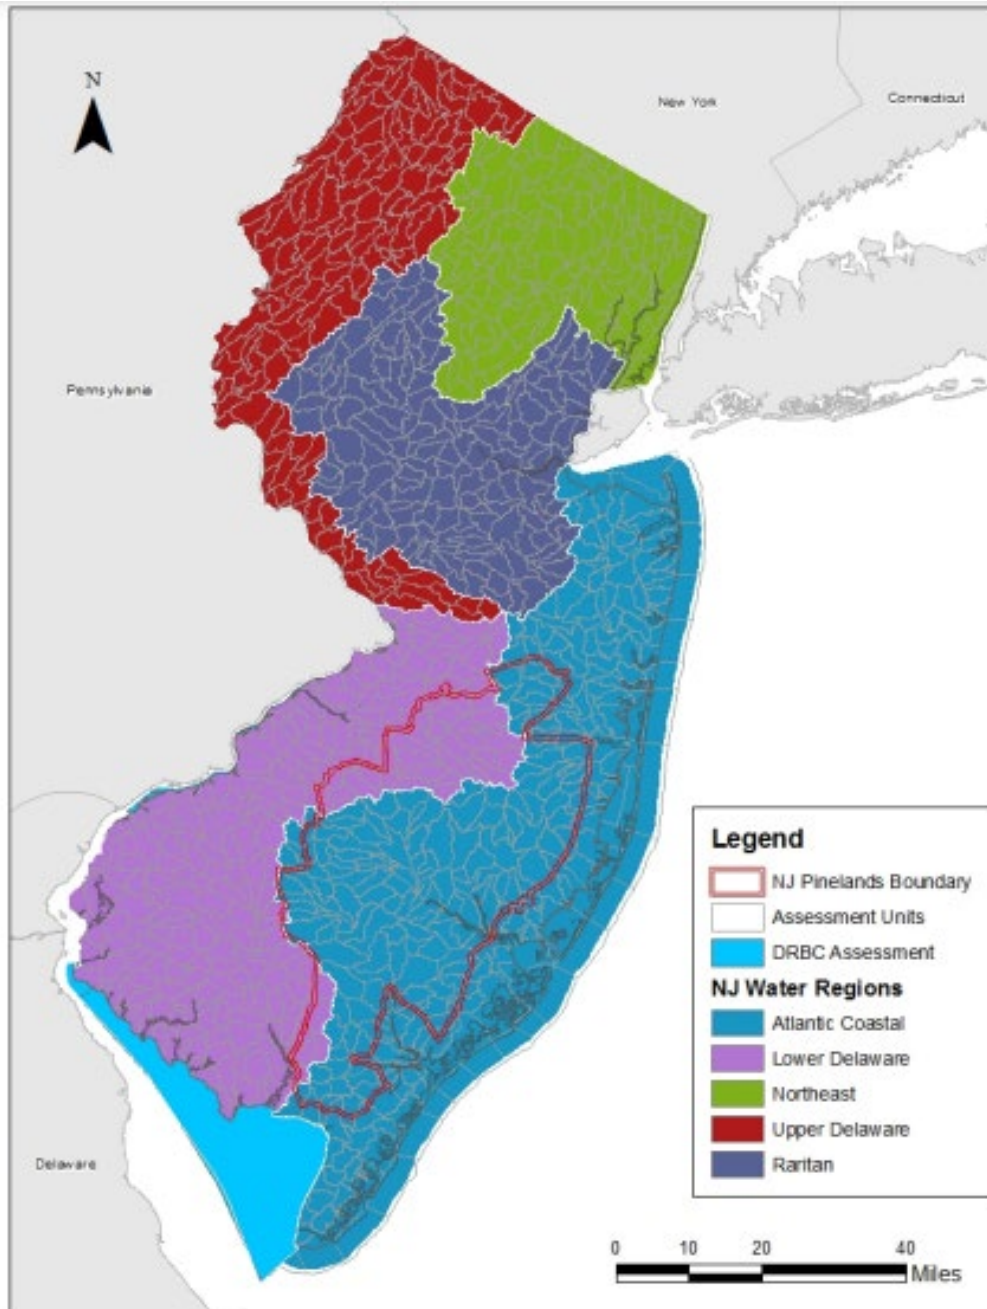 N
New York
Connecticut
Pennsylvania
Delaware
Legend
NJ Pinelands Boundary
Assessment Units
DRBC Assessment
NJ Water Regions
Atlantic Coastal
Lower Delaware
Northeast
Upper Delaware
Raritan
0 10 20 40
Miles